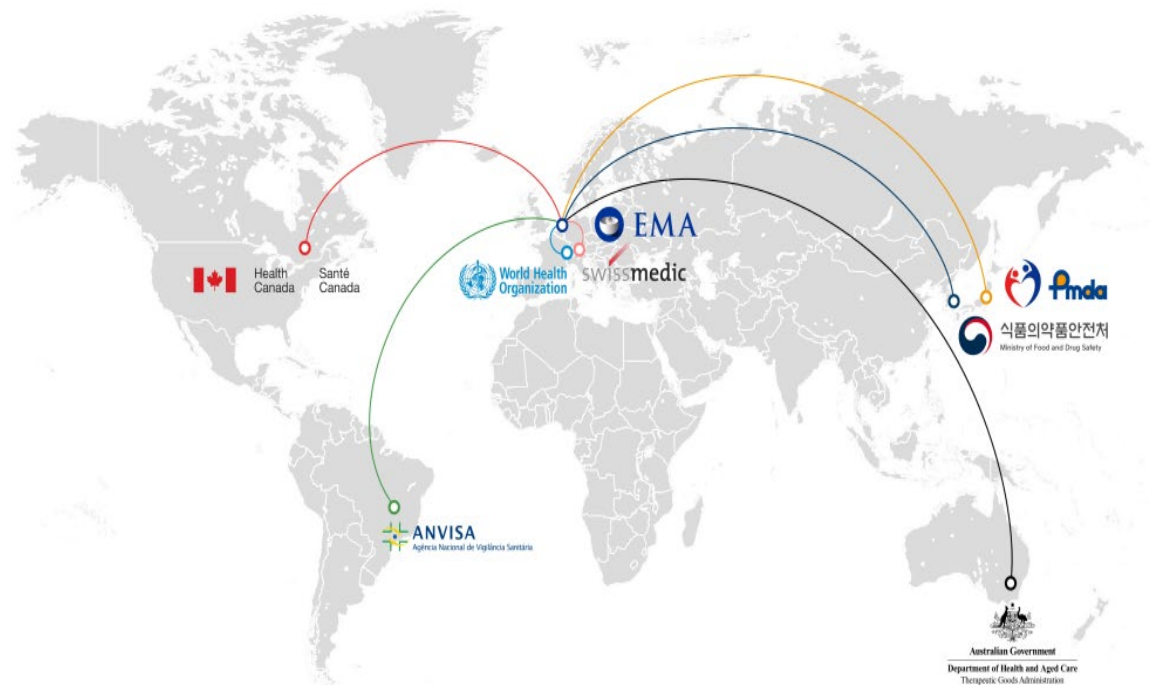 EMA
World Health
Organization
swissmedic
Health
Canada
Santé
Canada
Pmda
식품의약품안전처
Ministry of Food and Drug Safety
ANVISA
Agência Nacional de Vigilância Sanitária
Australian Government
Department of Health and Aged Care
Therapeutic Goods Administration